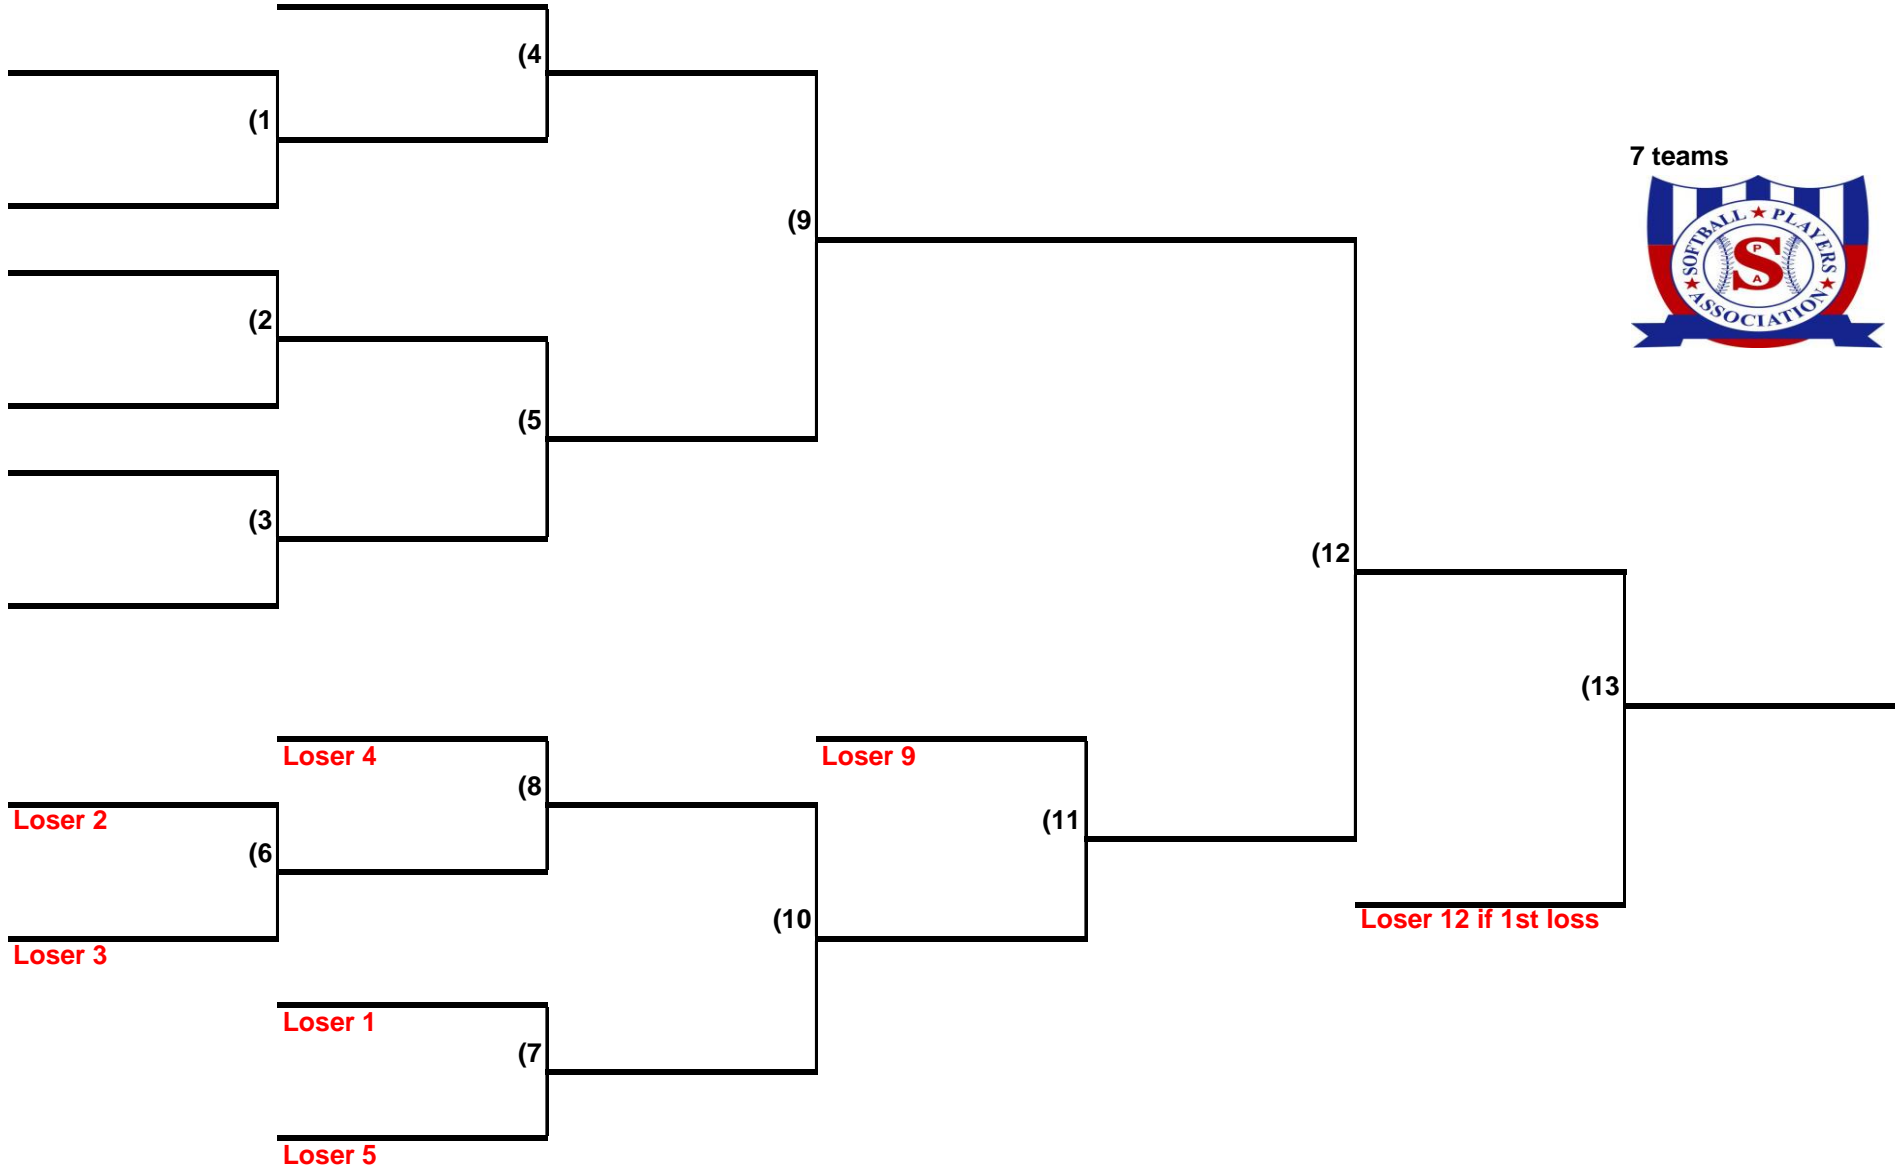 (4
(1
7 teams
SOFTBALL ★ PLAYERS
★ ASSOCIATION ★
P
S
A
(9
(2
(5
(3
(12
(13
Loser 4
Loser 9
(8
Loser 2
(11
(6
(10
Loser 12 if 1st loss
Loser 3
Loser 1
(7
Loser 5